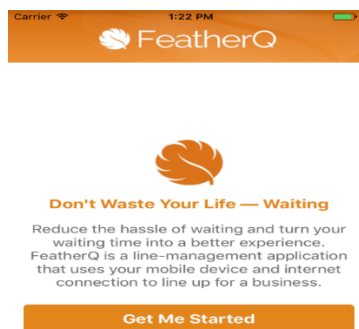 Carrier 1:22 PM
FeatherQ
Don't Waste Your Life — Waiting
Reduce the hassle of waiting and turn your
waiting time into a better experience.
FeatherQ is a line-management application
that uses your mobile device and internet
connection to line up for a business.
Get Me Started